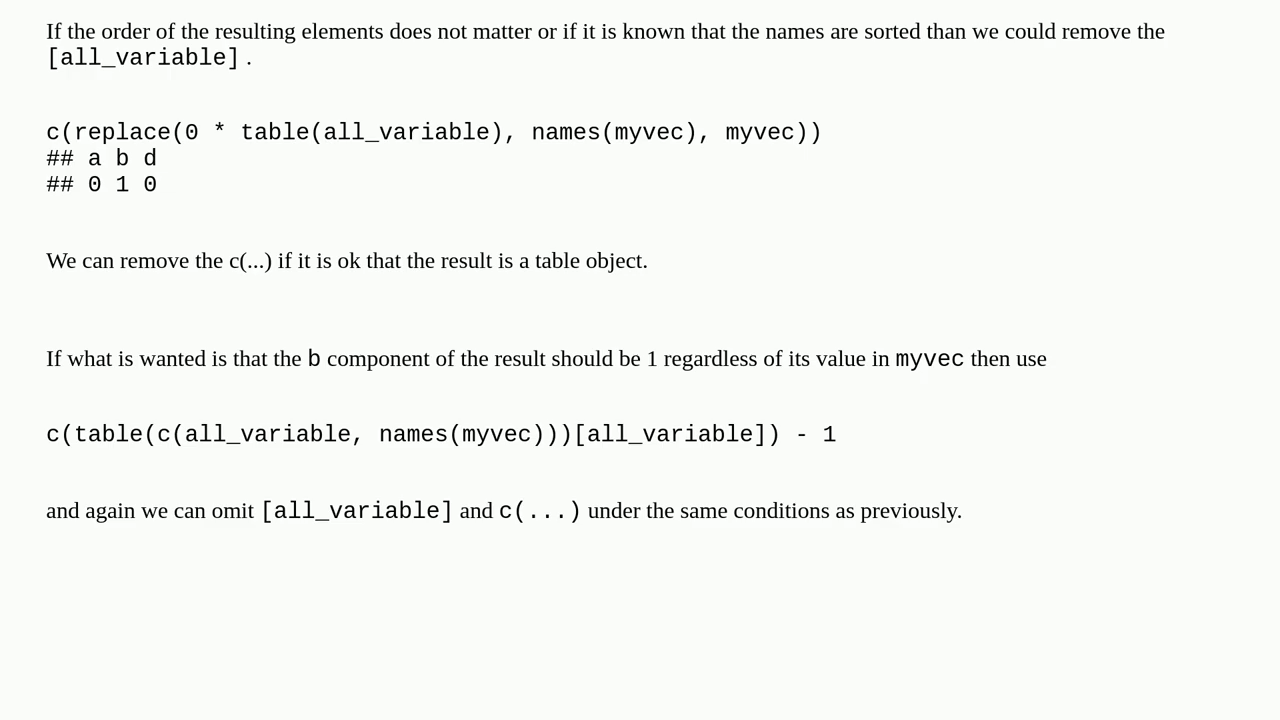 If the order of the resulting elements does not matter or if it is known that the names are sorted than we could remove the
[all_variable] .
c(replace(0 * table(all_variable), names(myvec), myvec))
## a b d
## 0 1 0
We can remove the c(...) if it is ok that the result is a table object.
If what is wanted is that the b component of the result should be 1 regardless of its value in myvec then use
c(table(c(all_variable, names(myvec)))[all_variable]) - 1
and again we can omit [all_variable] and c(...) under the same conditions as previously.